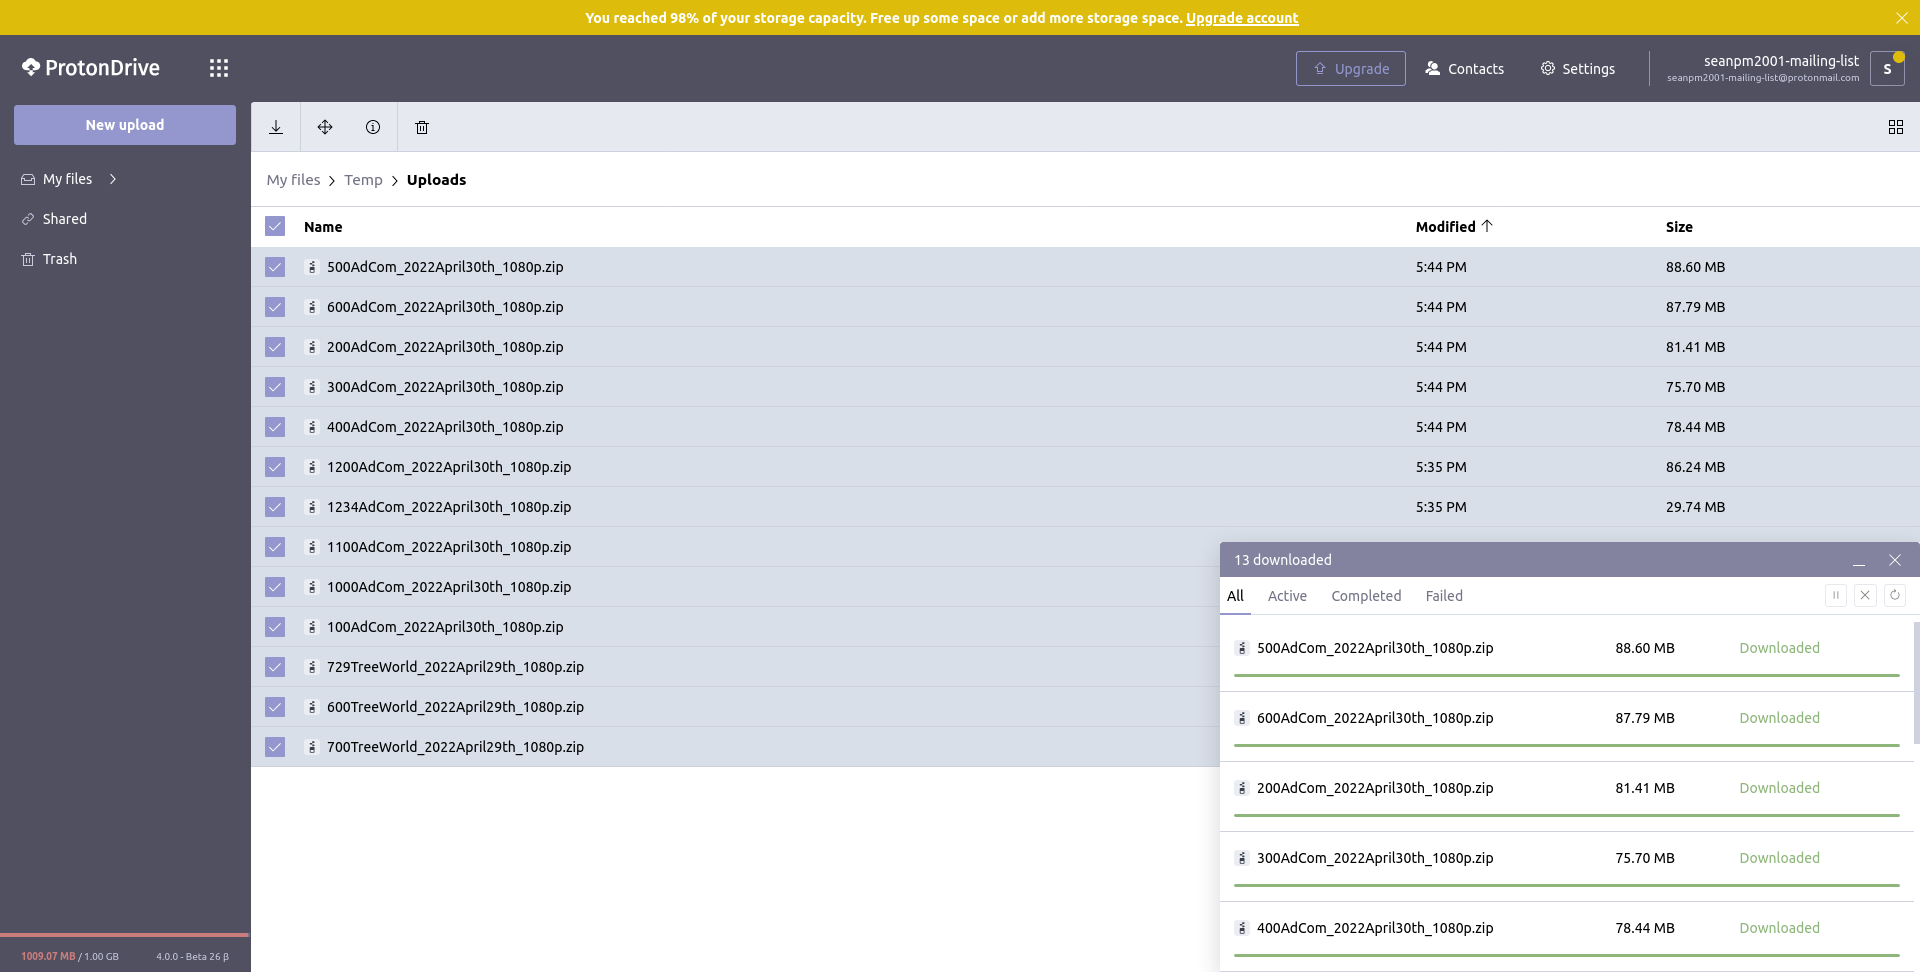 You reached 98% of your storage capacity. Free up some space or add more storage space. Upgrade account
ProtonDrive
Upgrade
Contacts
Settings
seanpm2001-mailing-list
seanpm2001-mailing-list@protonmail.com
S
New upload
My files
Shared
Trash
My files > Temp > Uploads
Name Modified Size
500AdCom_2022April30th_1080p.zip 5:44 PM 88.60 MB
600AdCom_2022April30th_1080p.zip 5:44 PM 87.79 MB
200AdCom_2022April30th_1080p.zip 5:44 PM 81.41 MB
300AdCom_2022April30th_1080p.zip 5:44 PM 75.70 MB
400AdCom_2022April30th_1080p.zip 5:44 PM 78.44 MB
1200AdCom_2022April30th_1080p.zip 5:35 PM 86.24 MB
1234AdCom_2022April30th_1080p.zip 5:35 PM 29.74 MB
1100AdCom_2022April30th_1080p.zip
1000AdCom_2022April30th_1080p.zip
100AdCom_2022April30th_1080p.zip
729TreeWorld_2022April29th_1080p.zip
600TreeWorld_2022April29th_1080p.zip
700TreeWorld_2022April29th_1080p.zip
13 downloaded
All Active Completed Failed
500AdCom_2022April30th_1080p.zip 88.60 MB Downloaded
600AdCom_2022April30th_1080p.zip 87.79 MB Downloaded
200AdCom_2022April30th_1080p.zip 81.41 MB Downloaded
300AdCom_2022April30th_1080p.zip 75.70 MB Downloaded
400AdCom_2022April30th_1080p.zip 78.44 MB Downloaded
1009.07 MB / 1.00 GB 4.0.0 - Beta 26 β